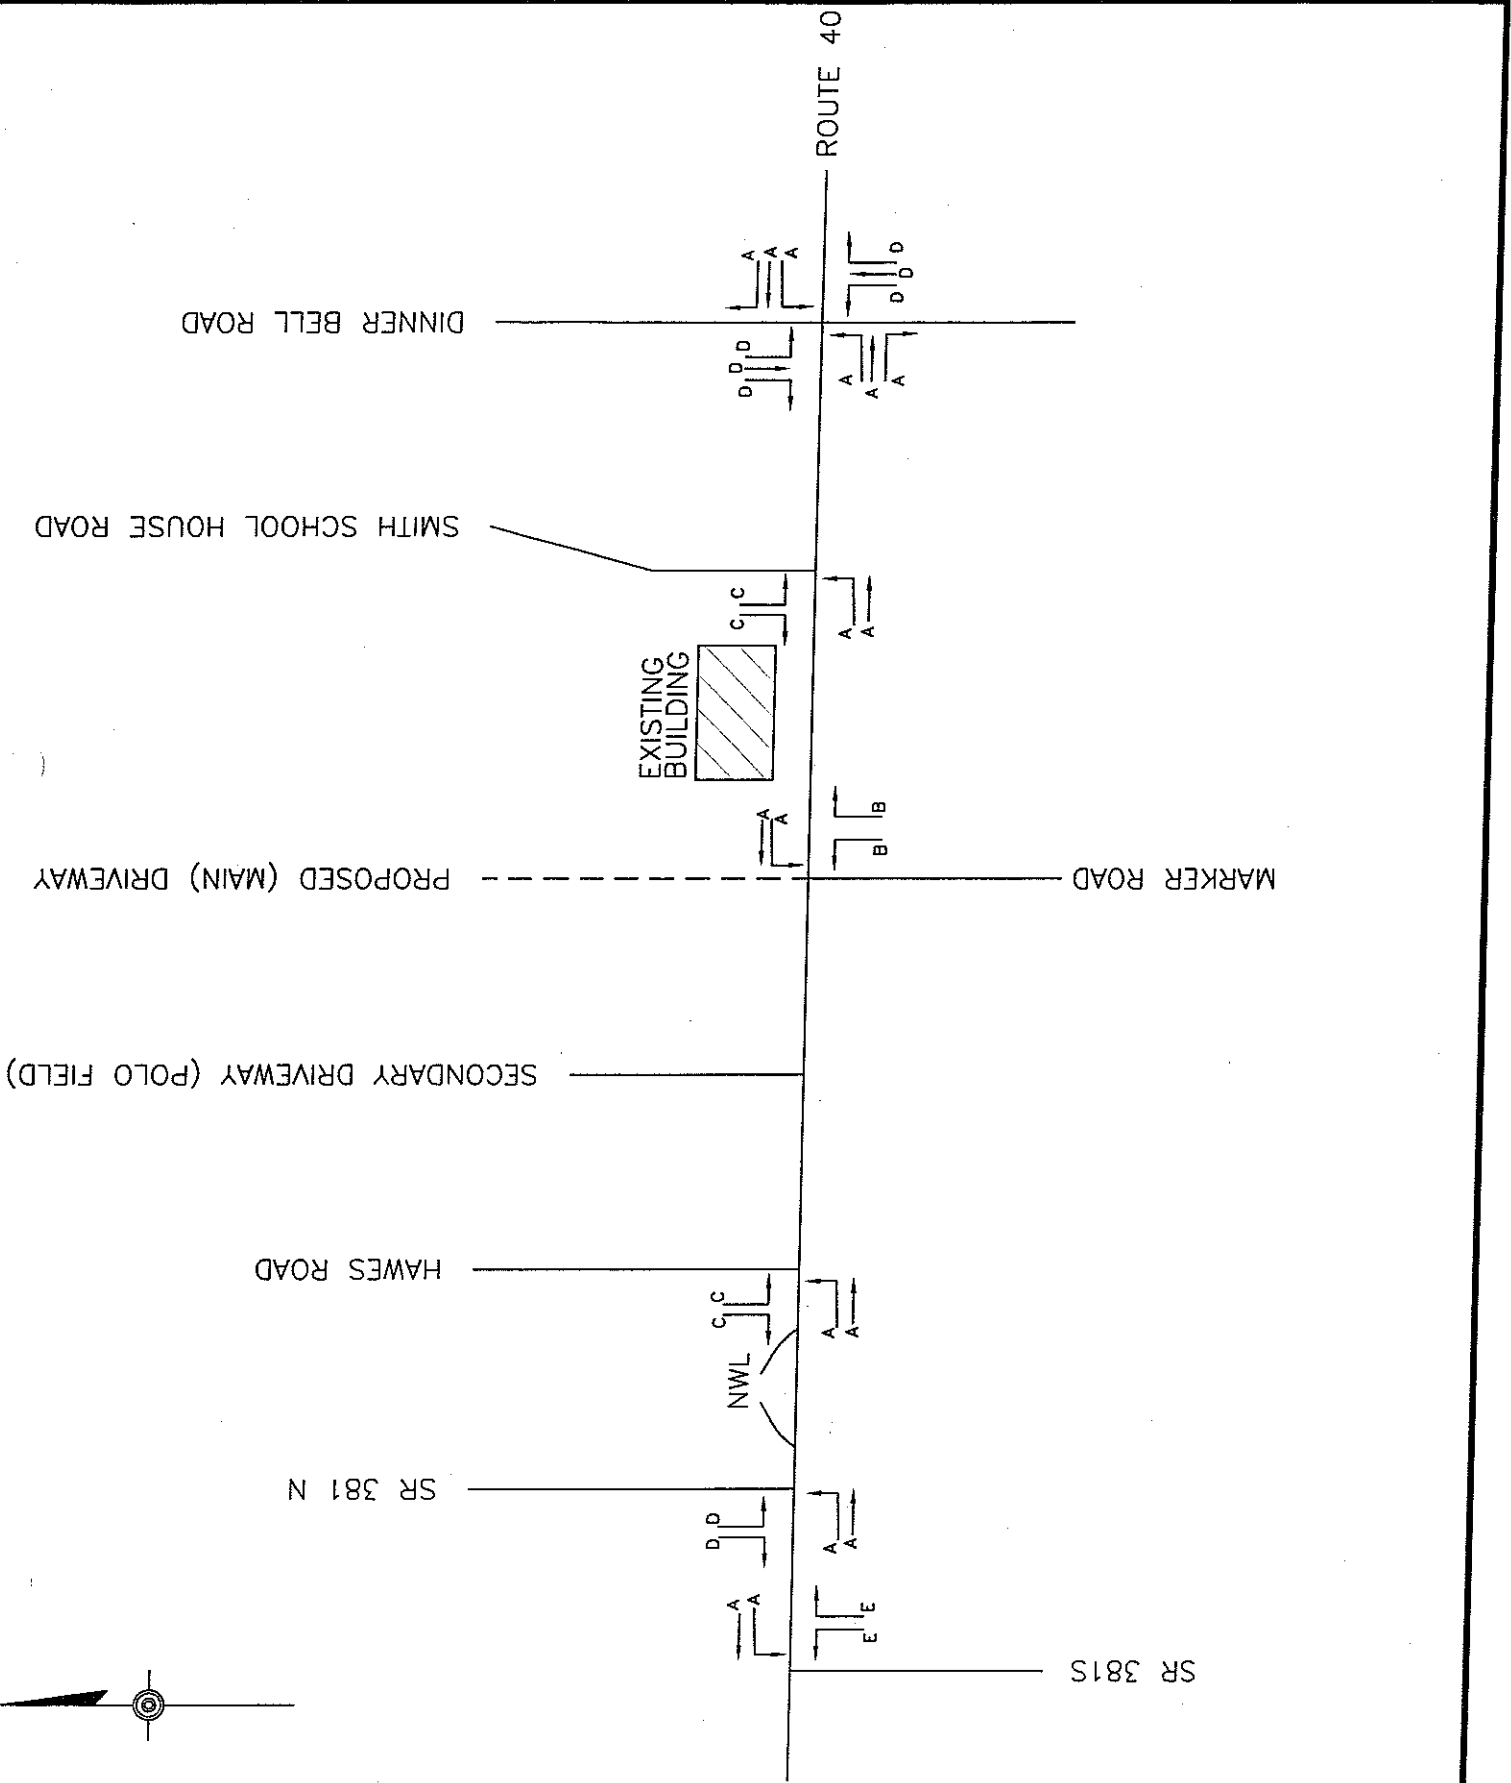 ROUTE 40
DINNER BELL ROAD
A
A
A
D
D
D
D
D
D
A
A
A
SMITH SCHOOL HOUSE ROAD
C
C
A
A
EXISTING
BUILDING
A
A
B
B
PROPOSED (MAIN) DRIVEWAY
MARKER ROAD
SECONDARY DRIVEWAY (POLO FIELD)
HAWES ROAD
C
C
A
A
NWL
SR 381 N
D
D
A
A
A
A
E
E
SR 381S